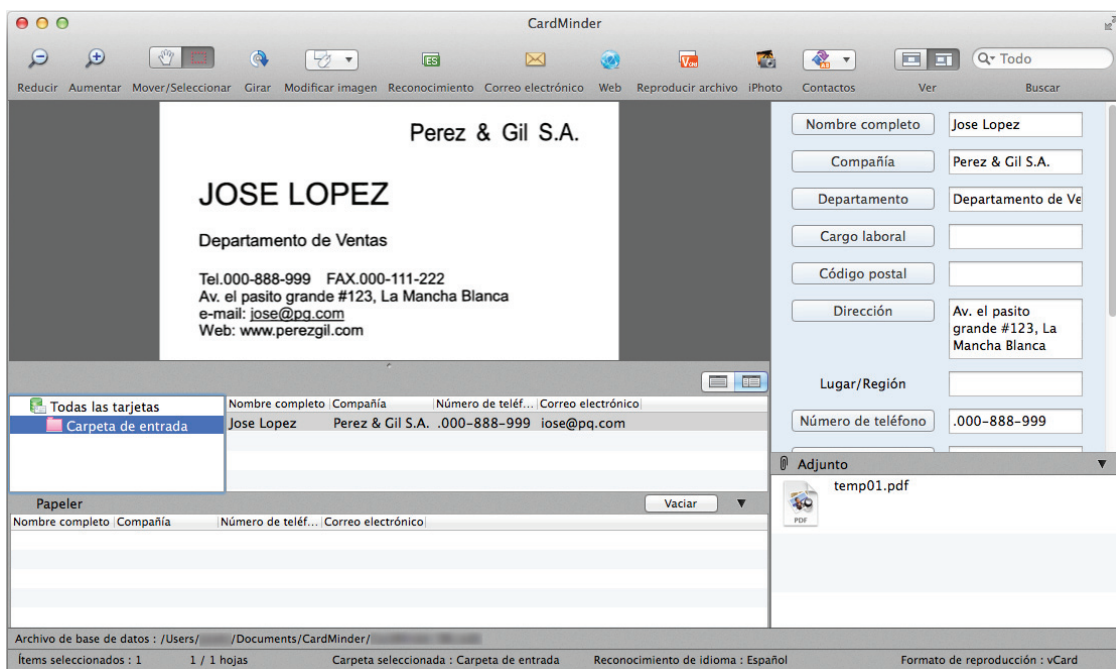 CardMinder
Reducir Aumentar Mover/Seleccionar Girar Modificar imagen Reconocimiento Correo electrónico Web Reproducir archivo iPhoto Contactos Ver Buscar
ES
Todo
Perez & Gil S.A.
JOSE LOPEZ
Departamento de Ventas
Tel.000-888-999 FAX.000-111-222
Av. el pasito grande #123, La Mancha Blanca
e-mail: jose@pq.com
Web: www.perezgil.com
Nombre completo Jose Lopez
Compañía Perez & Gil S.A.
Departamento Departamento de Ve
Cargo laboral
Código postal
Dirección Av. el pasito
grande #123, La
Mancha Blanca
Lugar/Región
Número de teléfono .000-888-999
Todas las tarjetas
Carpeta de entrada
Nombre completo Compañía Número de teléf... Correo electrónico
Jose Lopez Perez & Gil S.A. .000-888-999 iose@pq.com
Adjunto
temp01.pdf
PDF
Papeler
Vaciar
Nombre completo Compañía Número de teléf... Correo electrónico
Archivo de base de datos : /Users/ /Documents/CardMinder/
Ítems seleccionados : 1 1 / 1 hojas Carpeta seleccionada : Carpeta de entrada Reconocimiento de idioma : Español Formato de reproducción : vCard